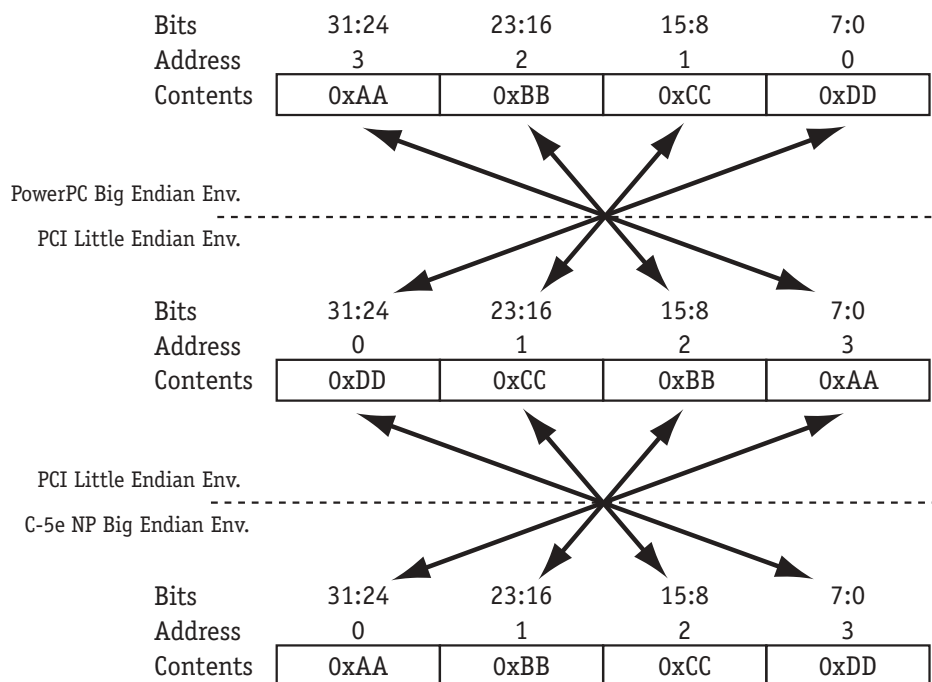 Bits 31:24 23:16 15:8 7:0
Address 3 2 1 0
Contents 0xAA 0xBB 0xCC 0xDD
PowerPC Big Endian Env.
PCI Little Endian Env.
Bits 31:24 23:16 15:8 7:0
Address 0 1 2 3
Contents 0xDD 0xCC 0xBB 0xAA
PCI Little Endian Env.
C-5e NP Big Endian Env.
Bits 31:24 23:16 15:8 7:0
Address 0 1 2 3
Contents 0xAA 0xBB 0xCC 0xDD